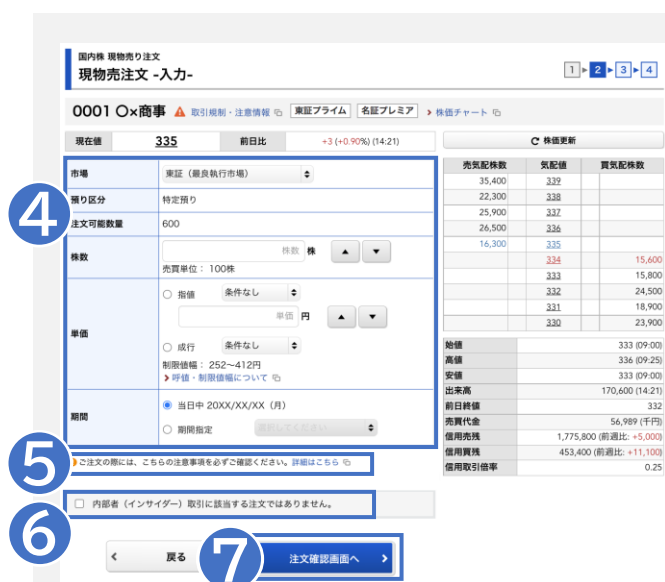 国内株 現物売り注文
現物売注文 -入力-
1 2 3 4
0001 〇×商事 取引規制・注意情報 東証プライム 名証プレミア 株価チャート
現在値 335 前日比 +3 (+0.90%) (14:21)
株価更新
4
市場 東証（最良執行市場）
預り区分 特定預り
注文可能数量 600
株数 株数 株
売買単位： 100株
単価
指値 条件なし
単価 円
成行 条件なし
制限値幅： 252～412円
呼値・制限値幅について
期間
当日中 20XX/XX/XX（月）
期間指定 選択してください
売気配株数 気配値 買気配株数
35,400 339
22,300 338
25,900 337
26,500 336
16,300 335
334 15,600
333 15,800
332 24,500
331 18,900
330 23,900
始値 333 (09:00)
高値 336 (09:25)
安値 333 (09:00)
出来高 170,600 (14:21)
前日終値 332
売買代金 56,989 (千円)
信用売残 1,775,800 (前週比: +5,000)
信用買残 453,400 (前週比: +11,100)
信用取引倍率 0.25
5
ご注文の際には、こちらの注意事項を必ずご確認ください。詳細はこちら
6
内部者（インサイダー）取引に該当する注文ではありません。
戻る
7
注文確認画面へ